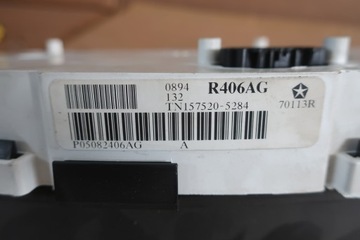 0894 R406AG
132
TN157520-5284 70113R
P05082406AG A